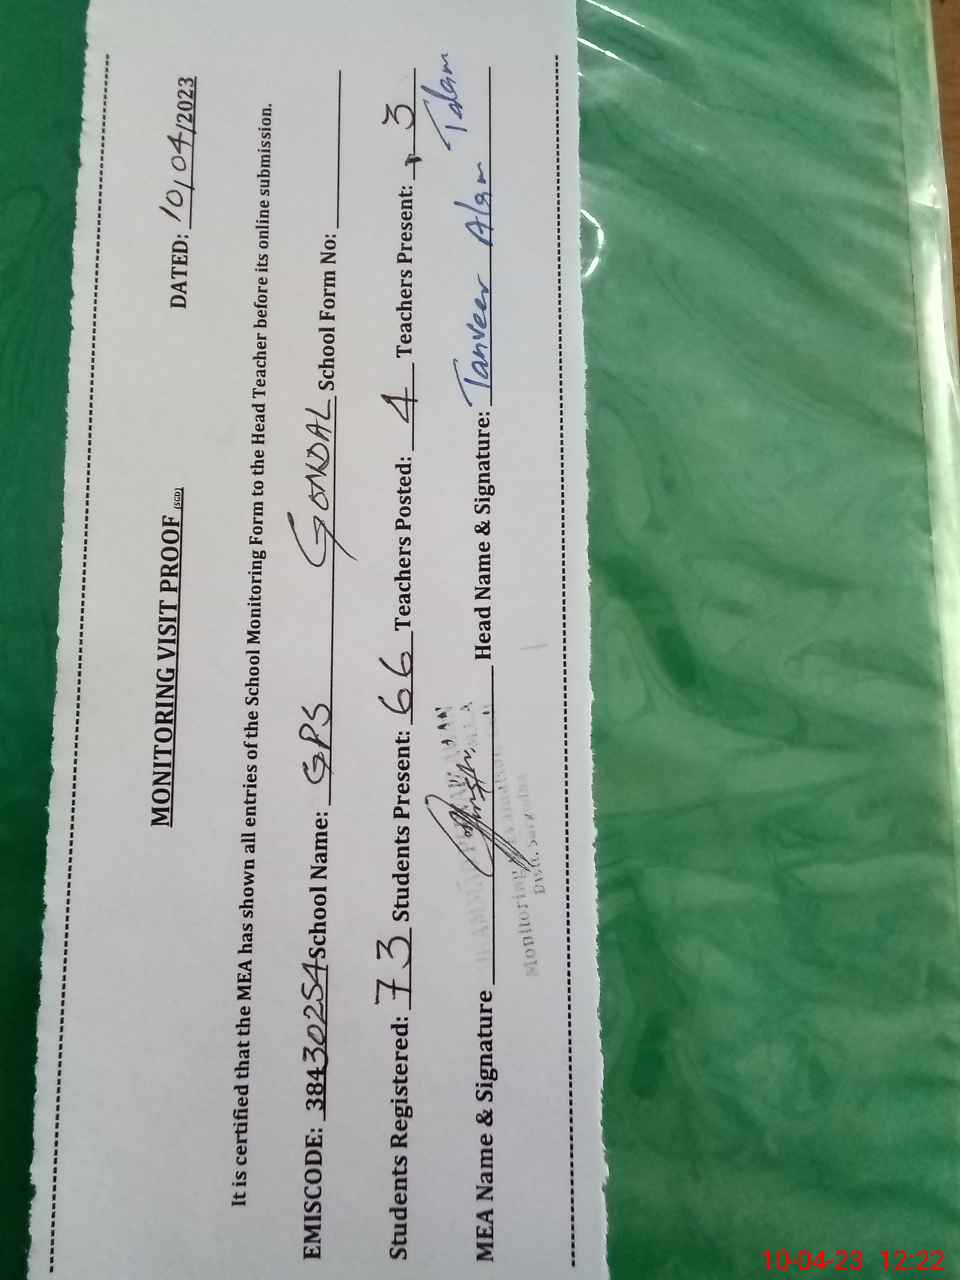 MONITORING VISIT PROOF (SGD)
DATED: 10/04/2023
It is certified that the MEA has shown all entries of the School Monitoring Form to the Head Teacher before its online submission.
EMISCODE: 38430254 School Name: GPS GONDAL School Form No:
Students Registered: 73 Students Present: 66 Teachers Posted: 4 Teachers Present: 3
MEA Name & Signature Head Name & Signature: Tanveer Alam
Monitoring
Distt. Sargodha
10-04-23 12:22